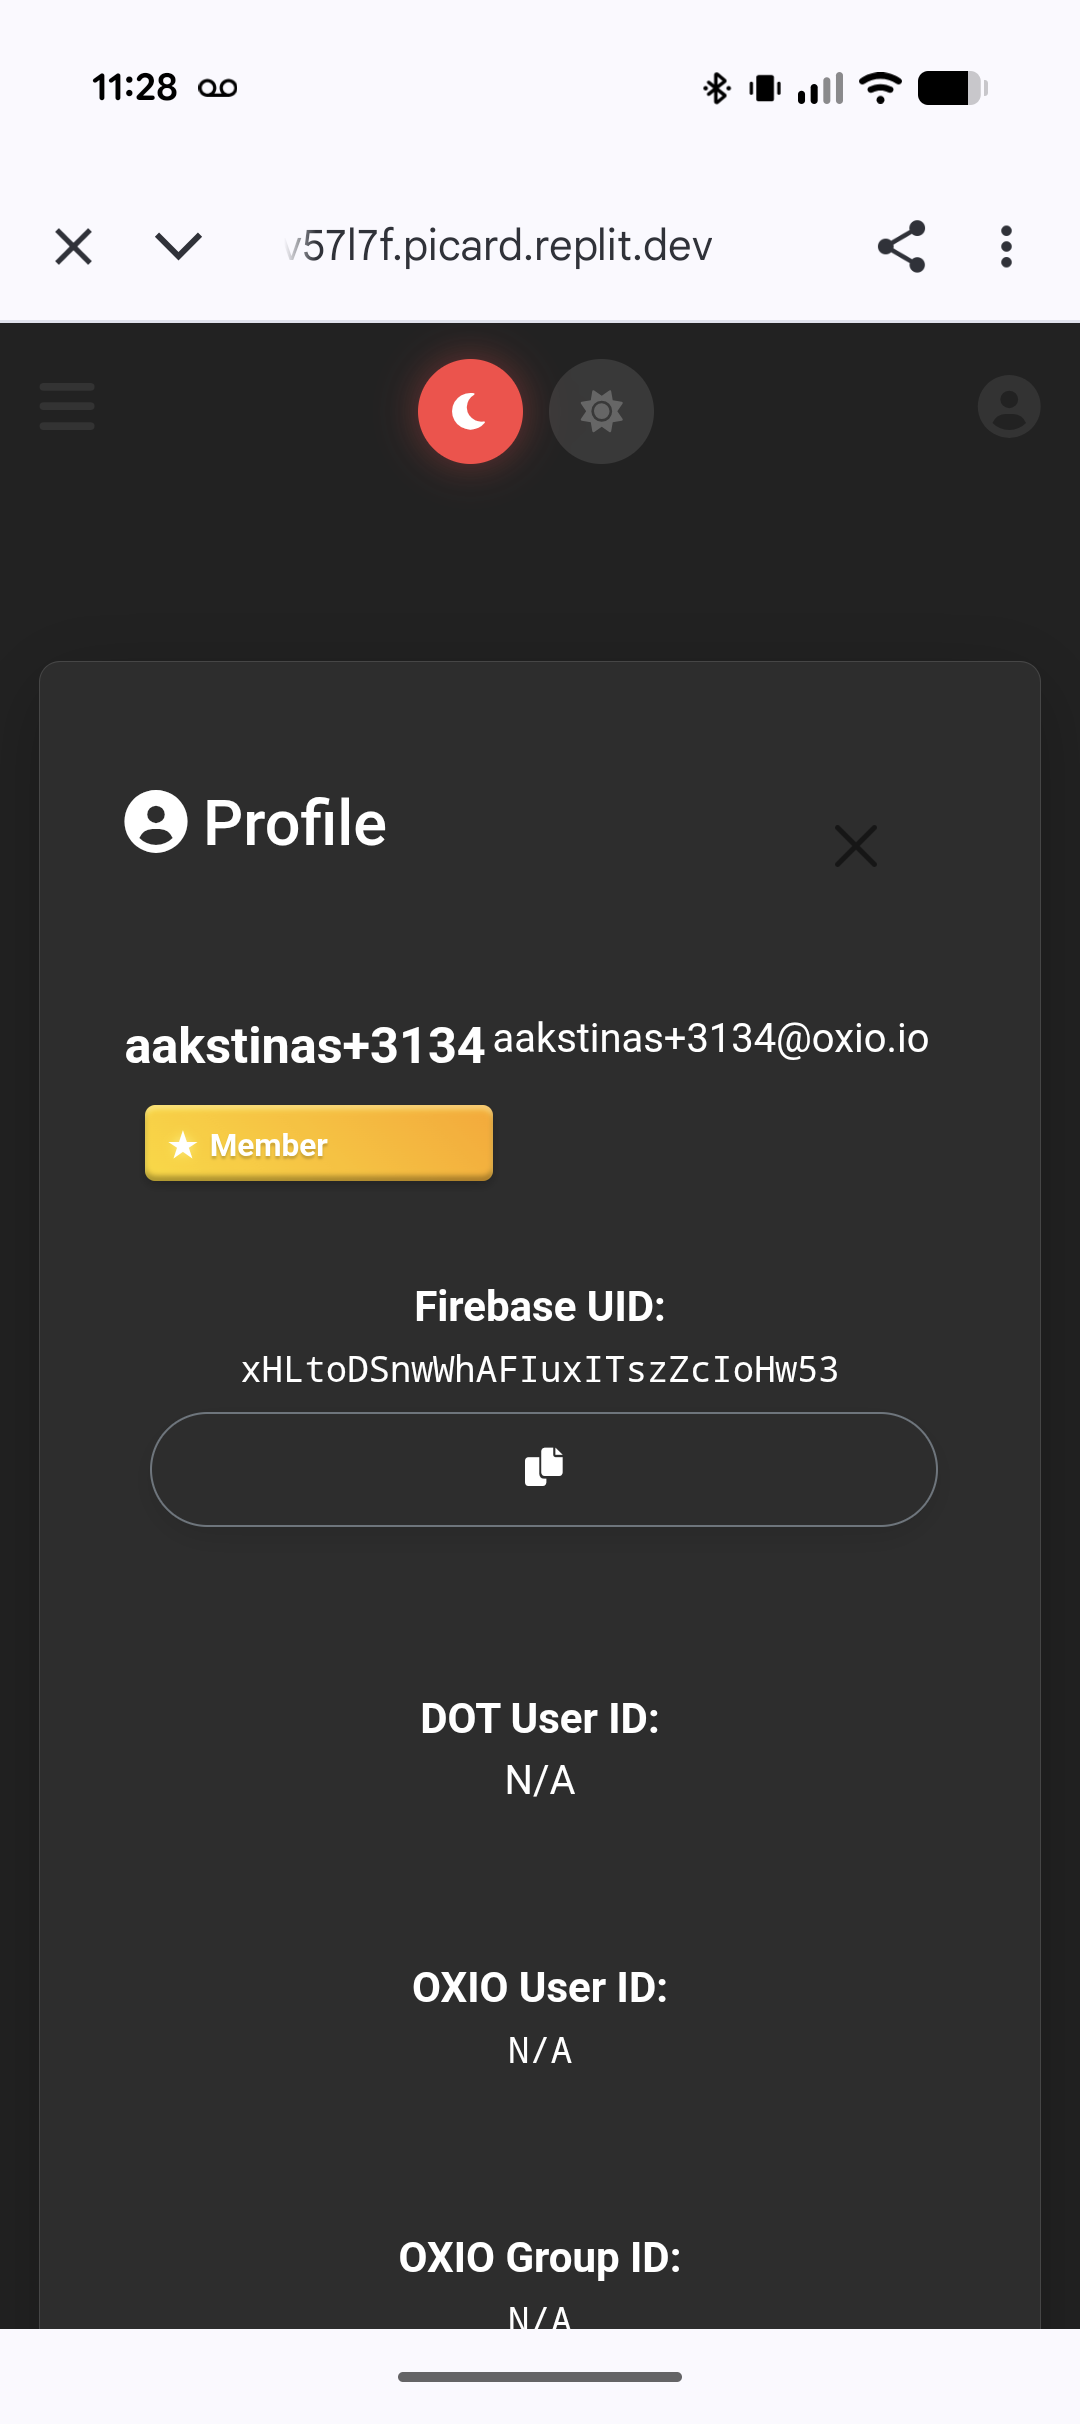 11:28
v57l7f.picard.replit.dev
Profile
aakstinas+3134 aakstinas+3134@oxio.io
Member
Firebase UID:
xHLtoDSnwWhAFIuxITszZcIoHw53
DOT User ID:
N/A
OXIO User ID:
N/A
OXIO Group ID:
N/A